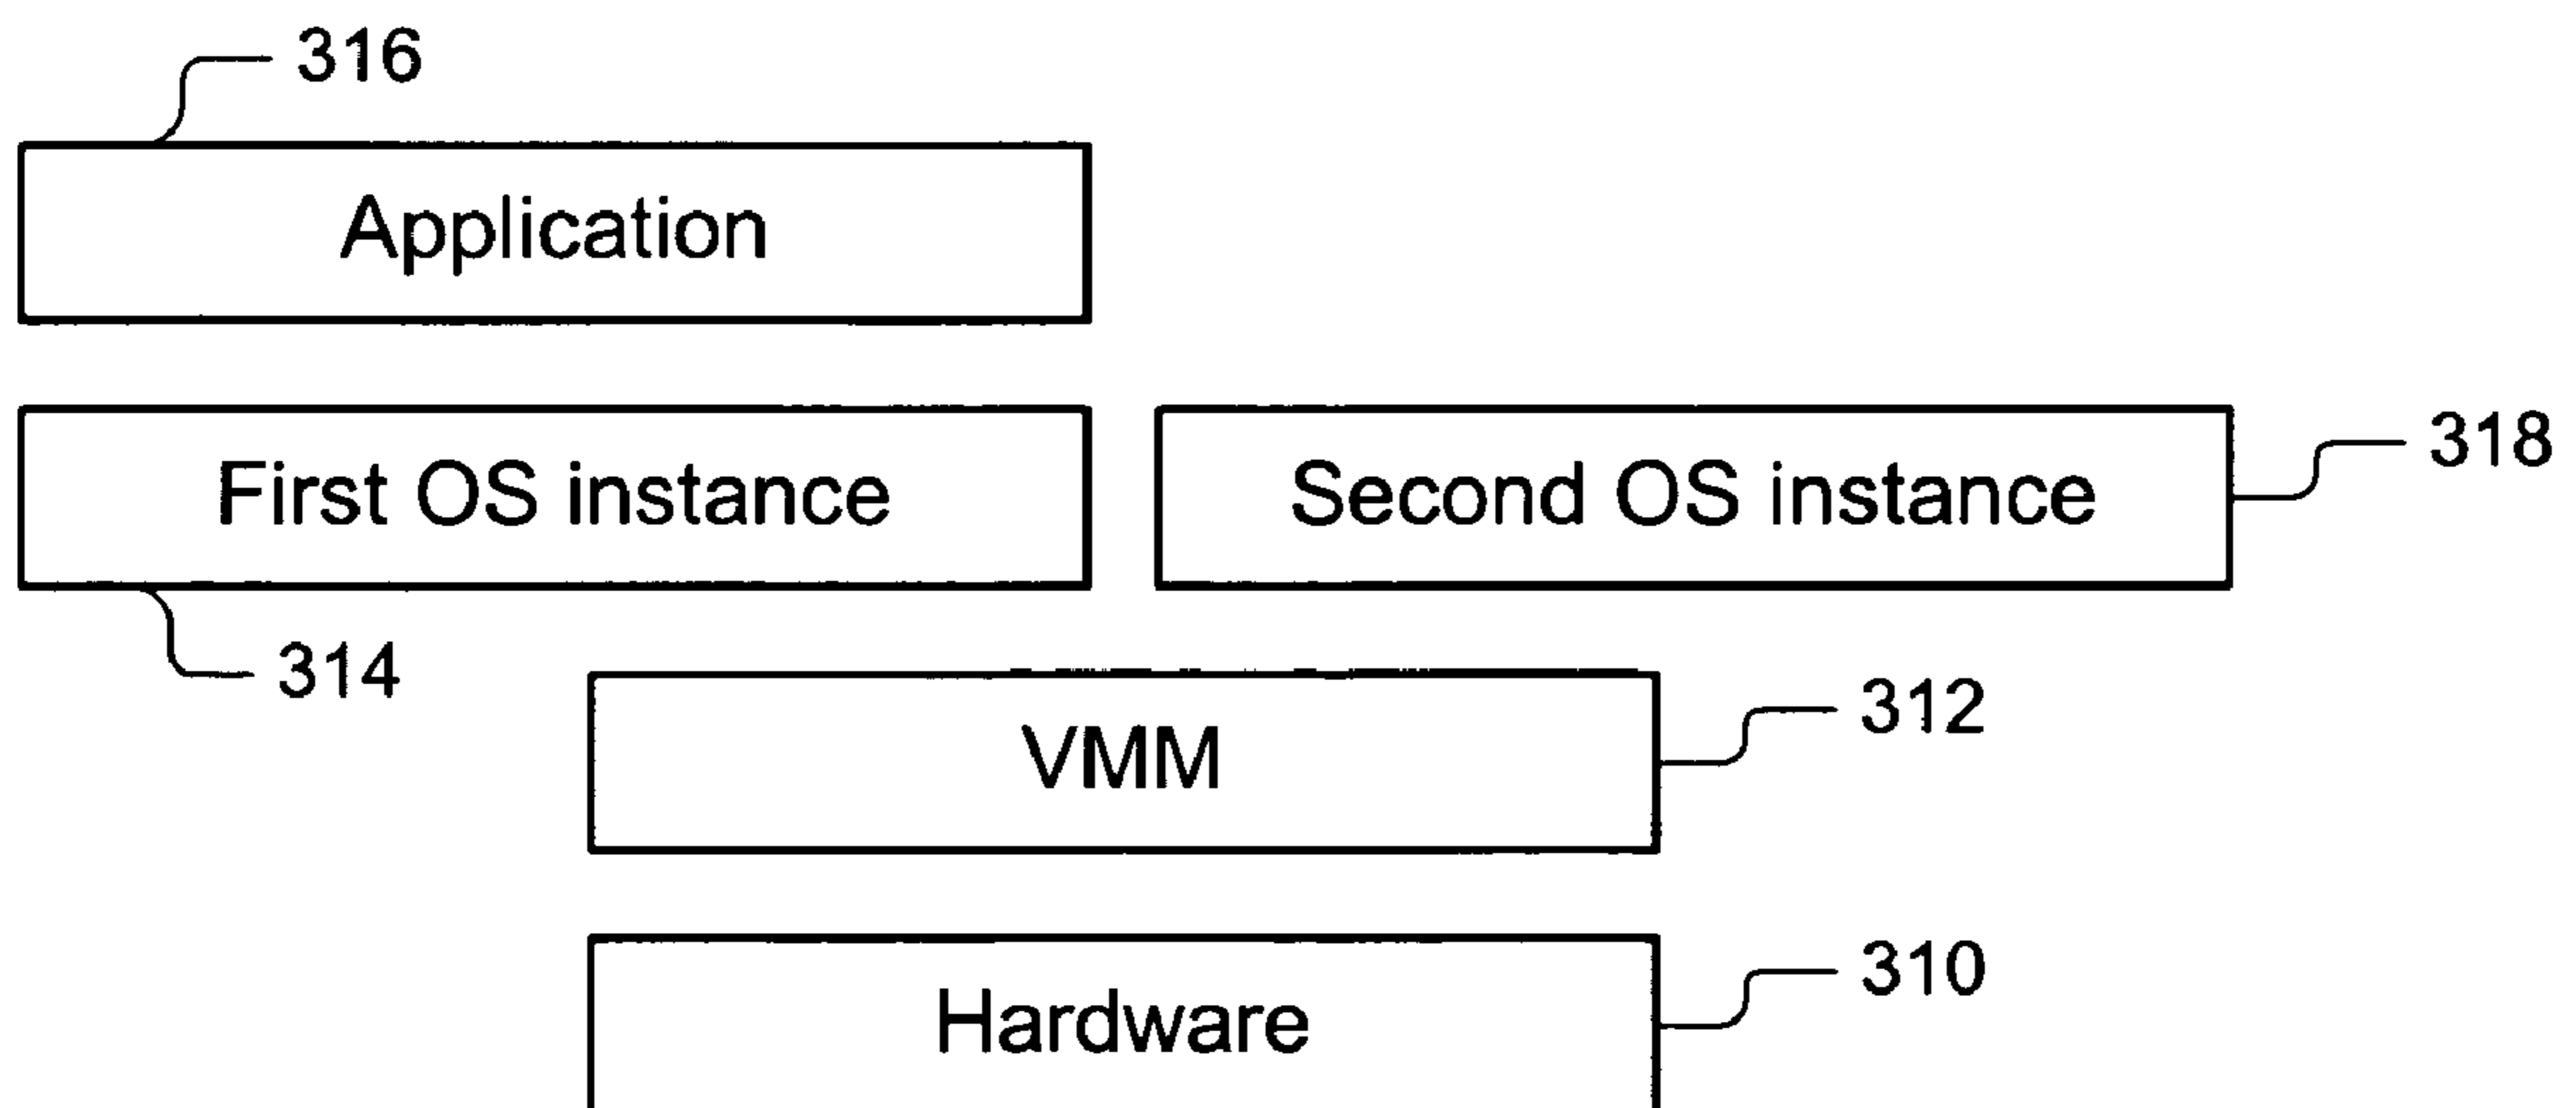 316
Application
First OS instance
Second OS instance
318
314
VMM
312
Hardware
310